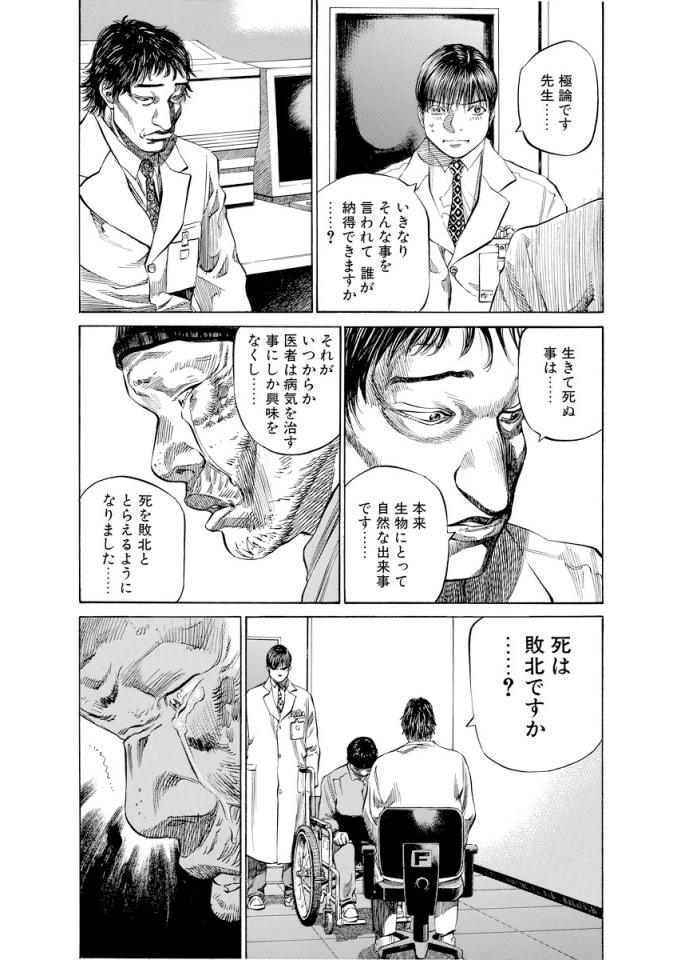 極論です
先生……
いきなり
そんな事を
言われて 誰が
納得できますか
……?
生きて死ぬ
事は……
本来
生物にとって
自然な出来事
です……
それが
いつからか
医者は病気を治す
事にしか興味を
なくし……
死を敗北と
とらえるように
なりました……
死は
敗北ですか
……?
F